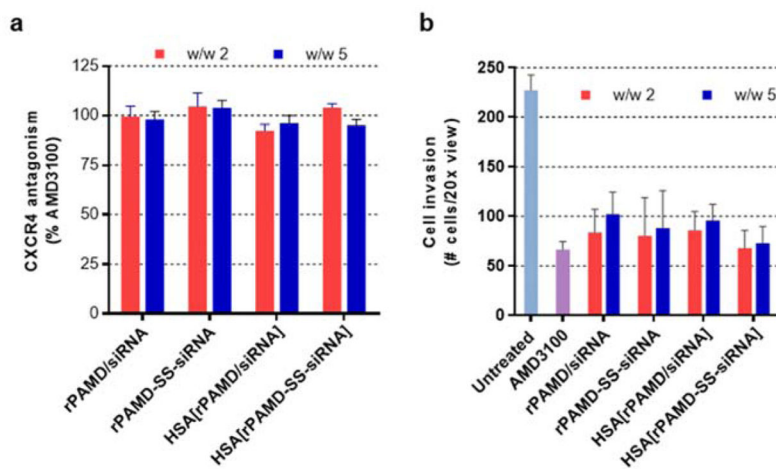 a
w/w 2
w/w 5
CXCR4 antagonism
(% AMD3100)
125
100
75
50
25
0
rPAMD/siRNA
rPAMD-SS-siRNA
HSA[rPAMD/siRNA]
HSA[rPAMD-SS-siRNA]
b
w/w 2
w/w 5
Cell invasion
(# cells/20x view)
250
200
150
100
50
0
Untreated
AMD3100
rPAMD/siRNA
rPAMD-SS-siRNA
HSA[rPAMD/siRNA]
HSA[rPAMD-SS-siRNA]